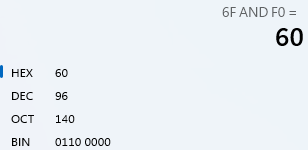 6F AND F0 =
60
HEX 60
DEC 96
OCT 140
BIN 0110 0000